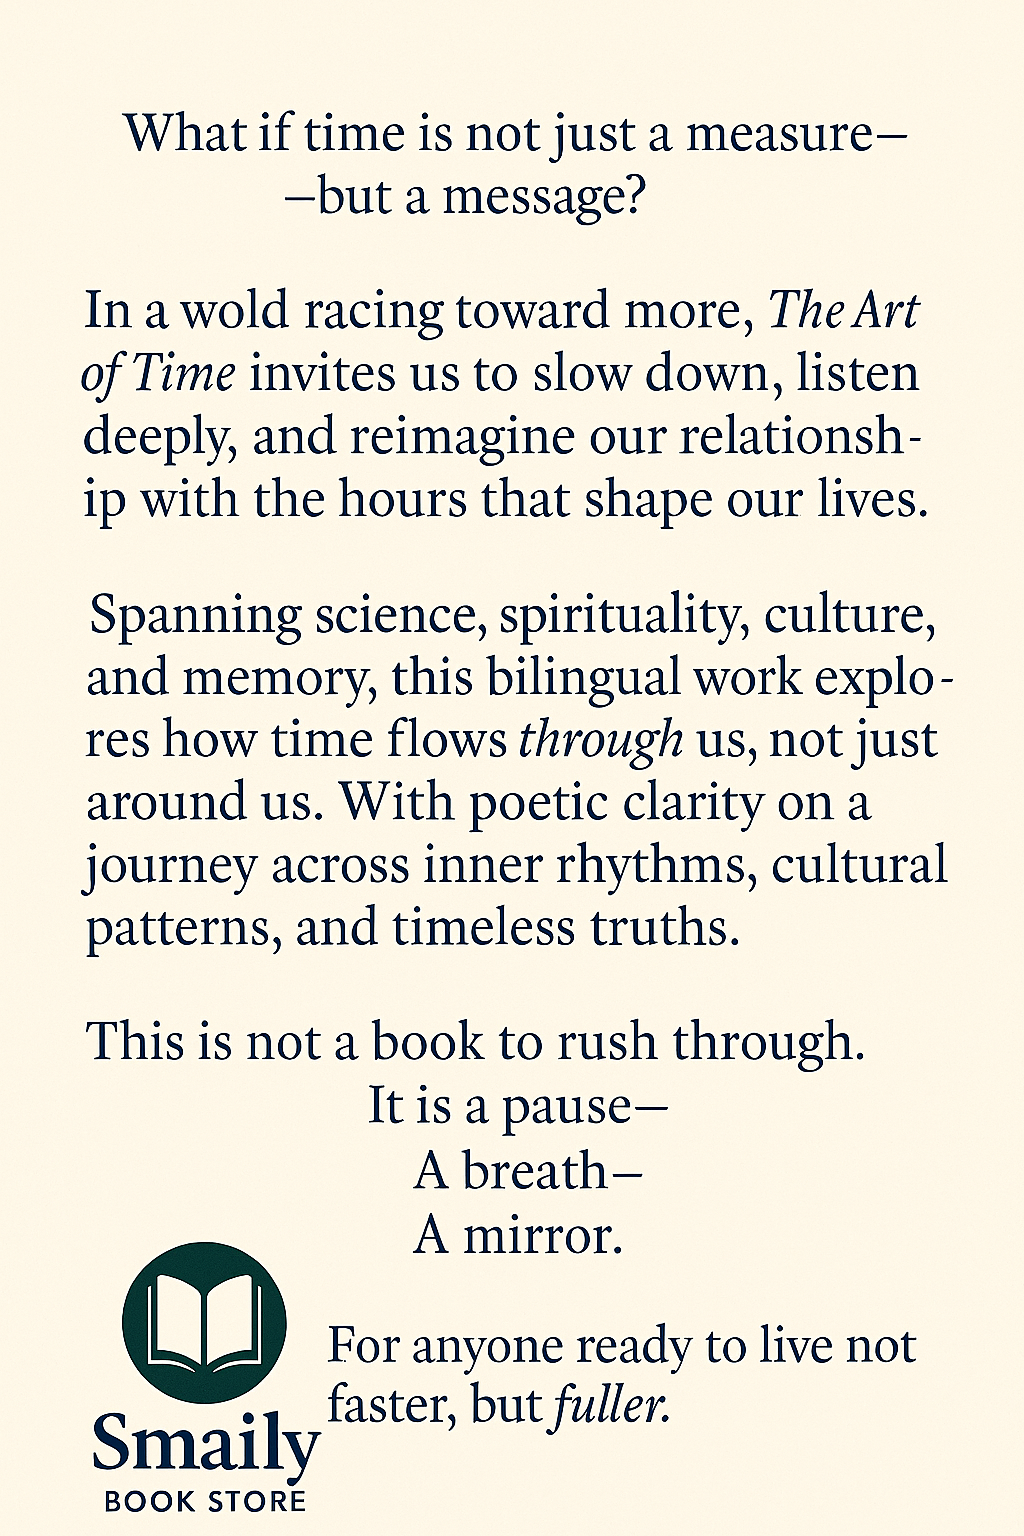 What if time is not just a measure—
—but a message?
In a wold racing toward more, The Art
of Time invites us to slow down, listen
deeply, and reimagine our relationsh-
ip with the hours that shape our lives.
Spanning science, spirituality, culture,
and memory, this bilingual work explo-
res how time flows through us, not just
around us. With poetic clarity on a
journey across inner rhythms, cultural
patterns, and timeless truths.
This is not a book to rush through.
It is a pause—
A breath—
A mirror.
For anyone ready to live not
faster, but fuller.
Smaily
BOOK STORE